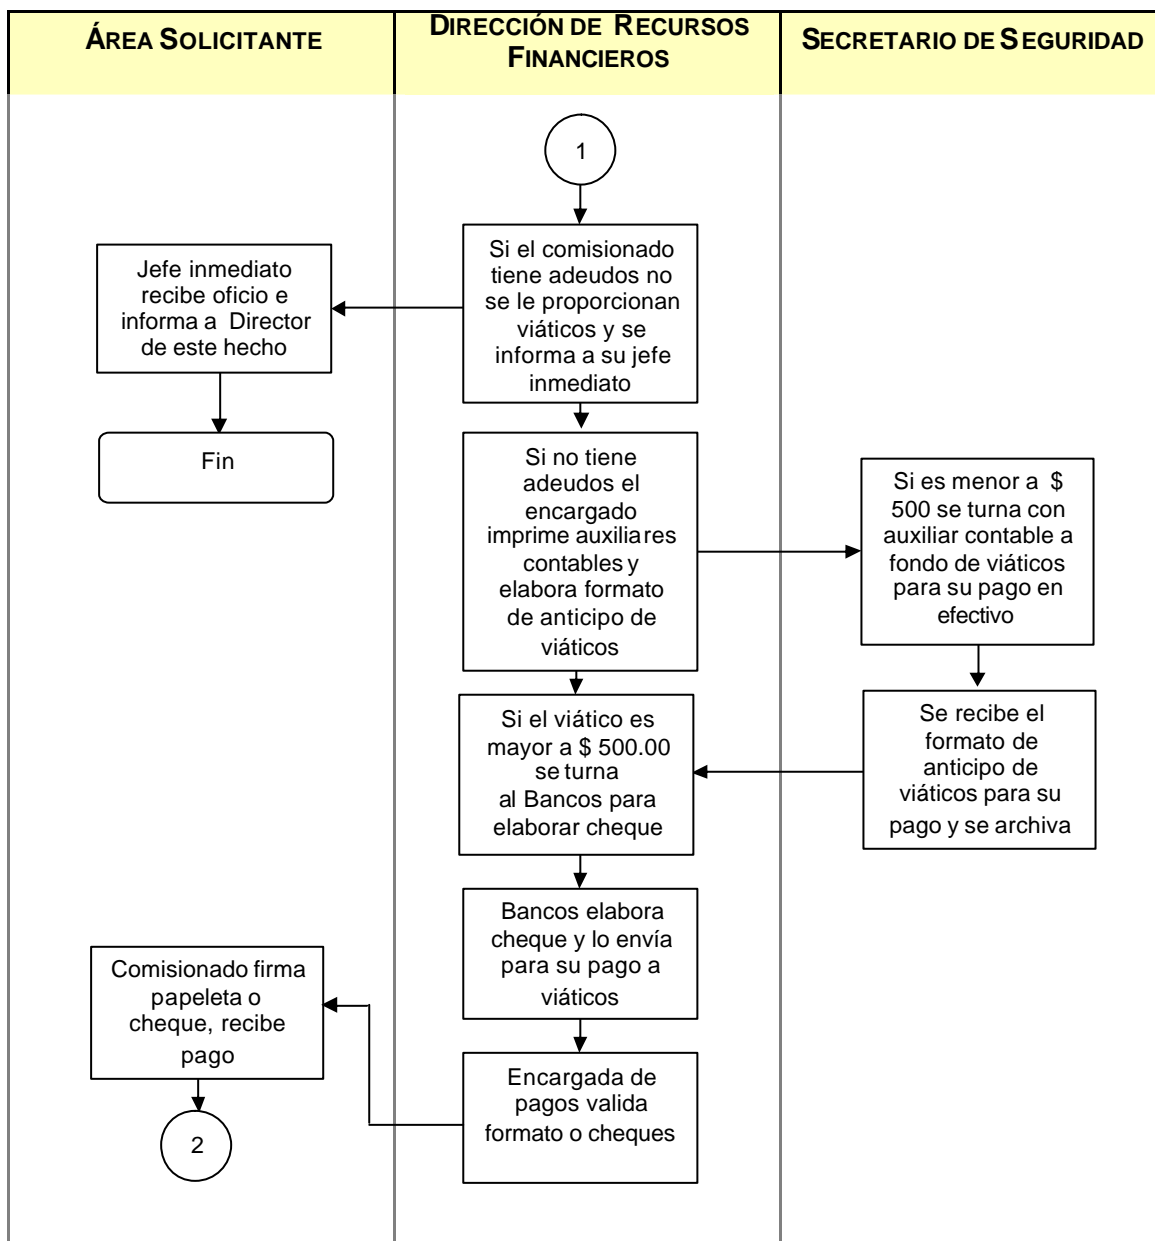 ÁREA SOLICITANTE
DIRECCIÓN DE RECURSOS
FINANCIEROS
SECRETARIO DE SEGURIDAD
1
Si el comisionado
tiene adeudos no
se le proporcionan
viáticos y se
informa a su jefe
inmediato
Jefe inmediato
recibe oficio e
informa a Director
de este hecho
Fin
Si no tiene
adeudos el
encargado
imprime auxiliares
contables y
elabora formato
de anticipo de
viáticos
Si es menor a $
500 se turna con
auxiliar contable a
fondo de viáticos
para su pago en
efectivo
Se recibe el
formato de
anticipo de
viáticos para su
pago y se archiva
Si el viático es
mayor a $ 500.00
se turna
al Bancos para
elaborar cheque
Bancos elabora
cheque y lo envía
para su pago a
viáticos
Encargada de
pagos valida
formato o cheques
Comisionado firma
papeleta o
cheque, recibe
pago
2